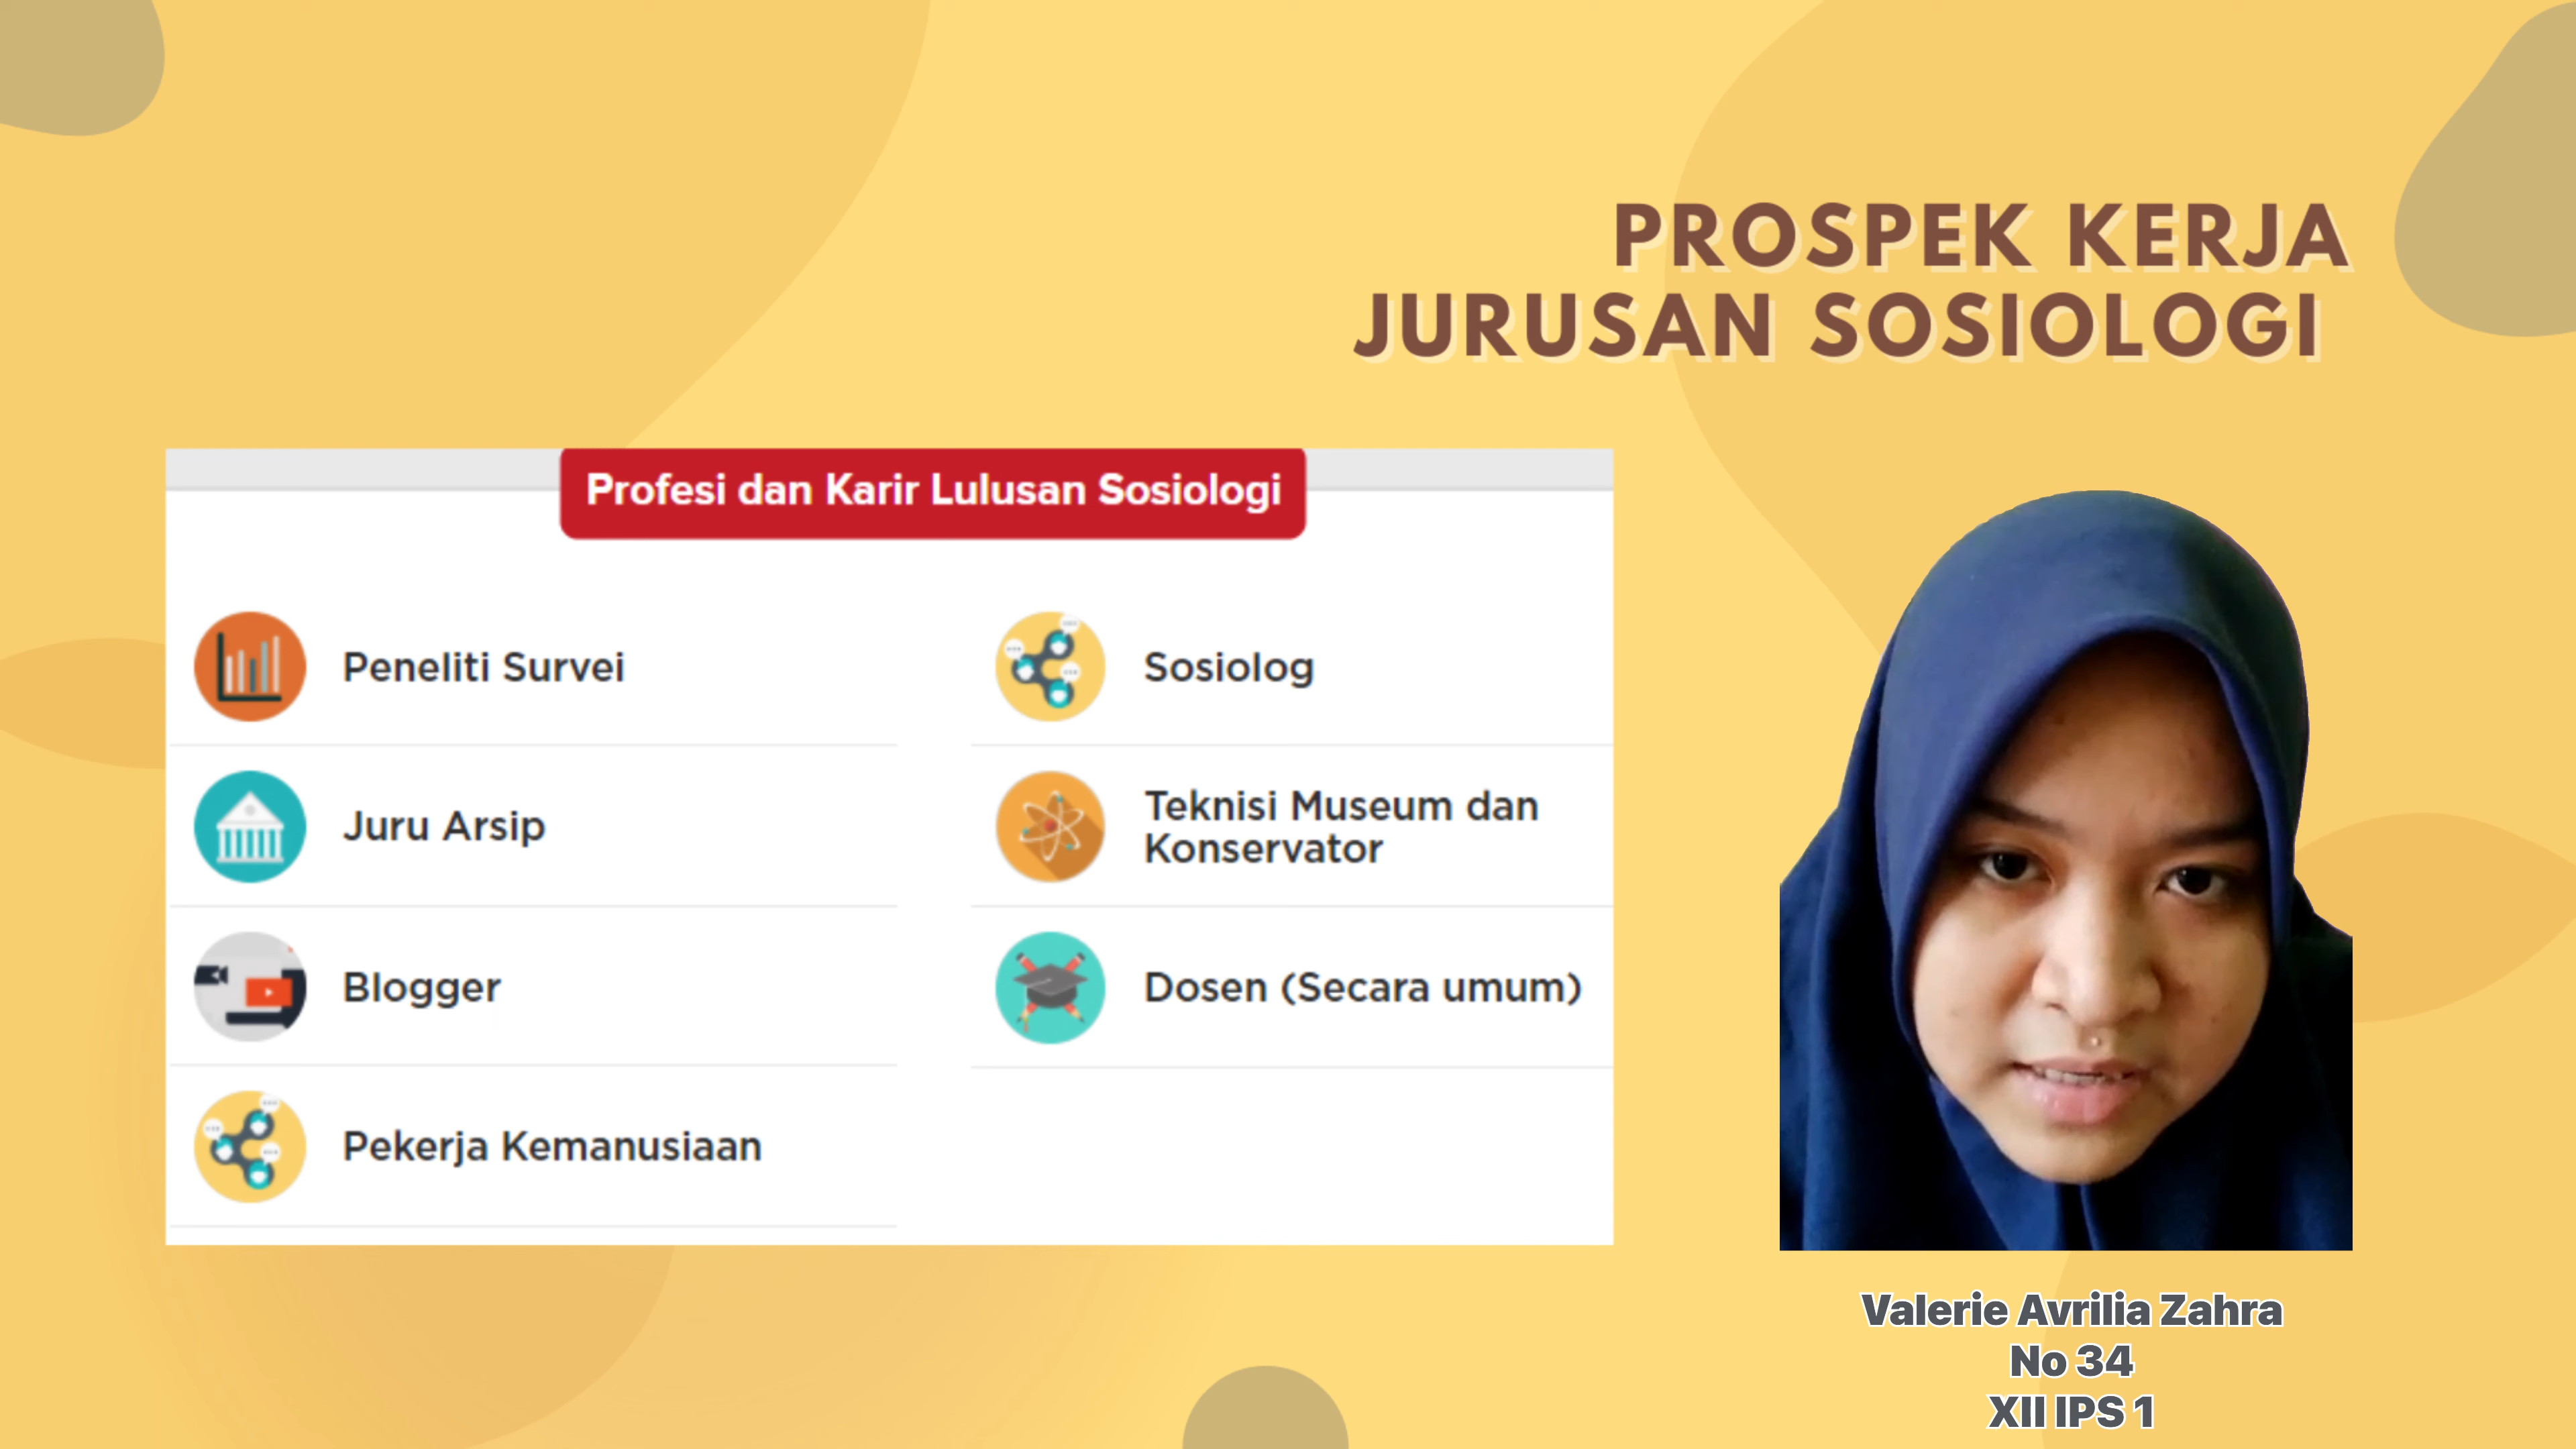 PROSPEK KERJA
JURUSAN SOSIOLOGI
Profesi dan Karir Lulusan Sosiologi
Peneliti Survei
Juru Arsip
Blogger
Pekerja Kemanusiaan
Sosiolog
Teknisi Museum dan
Konservator
Dosen (Secara umum)
Valerie Avrilia Zahra
No 34
XII IPS 1